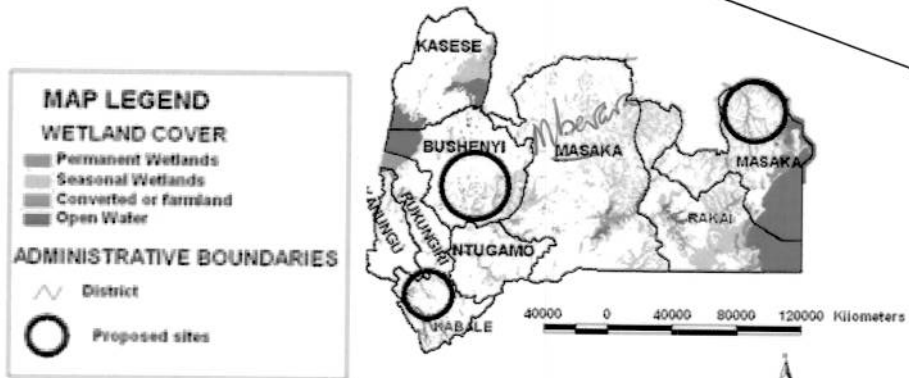 MAP LEGEND
WETLAND COVER
Permanent Wetlands
Seasonal Wetlands
Converted or farmland
Open Water
ADMINISTRATIVE BOUNDARIES
District
Proposed sites
KASESE
BUSHENYI
MASAKA
MASAKA
RAKAI
RUKUNGIRI
NTUGAMO
KABALE
40000 0 40000 80000 120000 Kilometers